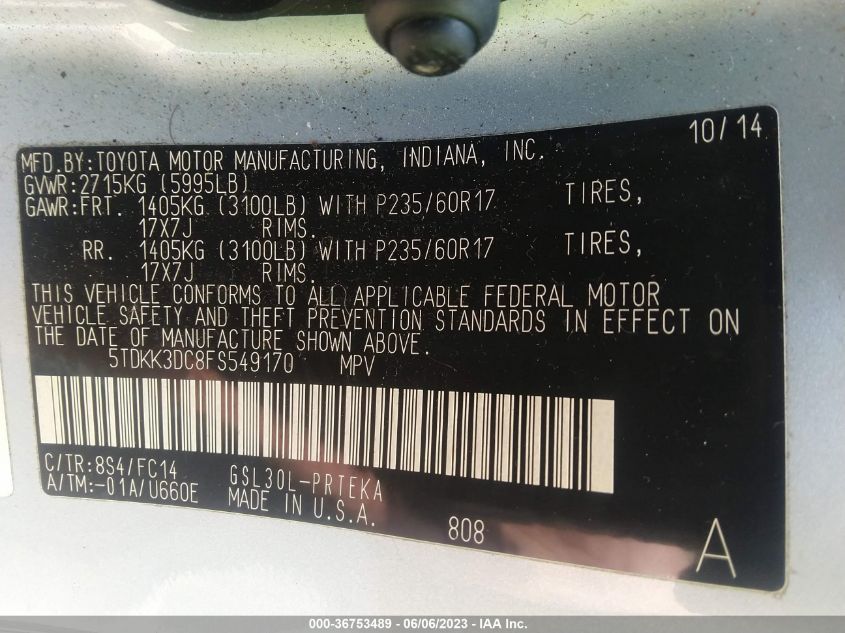 10/14
MFD.BY:TOYOTA MOTOR MANUFACTURING, INDIANA, INC.
GVWR:2715KG (5995LB)
GAWR:FRT. 1405KG (3100LB) WITH P235/60R17 TIRES,
17X7J RIMS.
RR. 1405KG (3100LB) WITH P235/60R17 TIRES,
17X7J RIMS.
THIS VEHICLE CONFORMS TO ALL APPLICABLE FEDERAL MOTOR
VEHICLE SAFETY AND THEFT PREVENTION STANDARDS IN EFFECT ON
THE DATE OF MANUFACTURE SHOWN ABOVE.
5TDKK3DC8FS549170 MPV
C/TR:8S4/FC14 GSL30L-PRTEKA
A/TM:-01A/U660E MADE IN U.S.A.
808 A
000-36753489 - 06/06/2023 - IAA Inc.